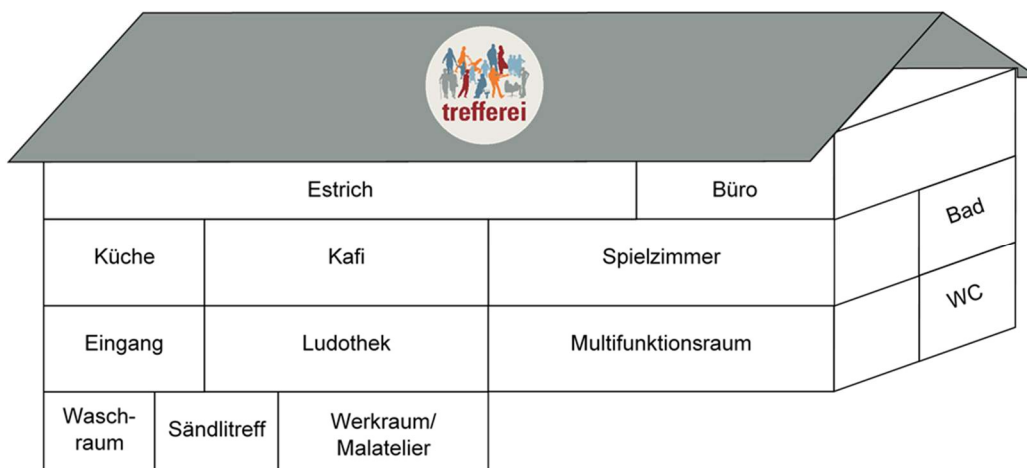 trefferei
Estrich
Büro
Küche
Kafi
Spielzimmer
Bad
Eingang
Ludothek
Multifunktionsraum
WC
Wasch-
raum
Sändlitreff
Werkraum/
Malatelier